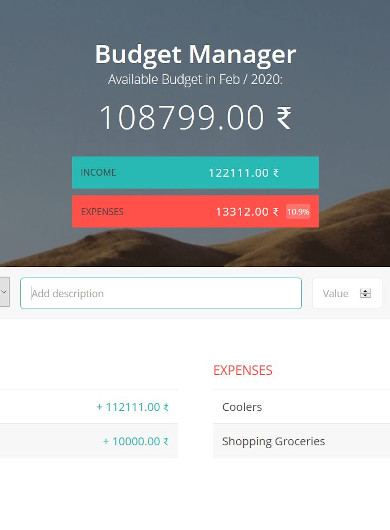 Budget Manager
Available Budget in Feb / 2020:
108799.00 ₹
INCOME 122111.00 ₹
EXPENSES 13312.00 ₹ 10.9%
Add description Value
EXPENSES
+ 112111.00 ₹ Coolers
+ 10000.00 ₹ Shopping Groceries